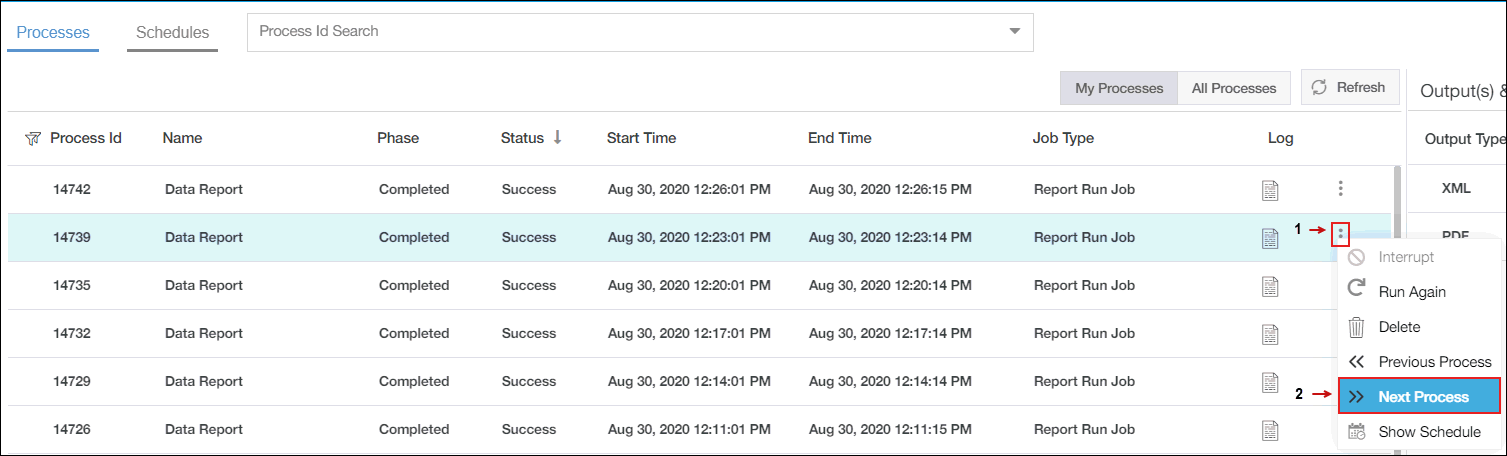 Processes Schedules Process Id Search
My Processes All Processes Refresh Output(s) &
Process Id Name Phase Status Start Time End Time Job Type Log Output Type
14742 Data Report Completed Success Aug 30, 2020 12:26:01 PM Aug 30, 2020 12:26:15 PM Report Run Job XML
14739 Data Report Completed Success Aug 30, 2020 12:23:01 PM Aug 30, 2020 12:23:14 PM Report Run Job 1 PDF
Interrupt
14735 Data Report Completed Success Aug 30, 2020 12:20:01 PM Aug 30, 2020 12:20:14 PM Report Run Job Run Again
14732 Data Report Completed Success Aug 30, 2020 12:17:01 PM Aug 30, 2020 12:17:14 PM Report Run Job Delete
Previous Process
14729 Data Report Completed Success Aug 30, 2020 12:14:01 PM Aug 30, 2020 12:14:14 PM Report Run Job
2 Next Process
14726 Data Report Completed Success Aug 30, 2020 12:11:01 PM Aug 30, 2020 12:11:15 PM Report Run Job Show Schedule